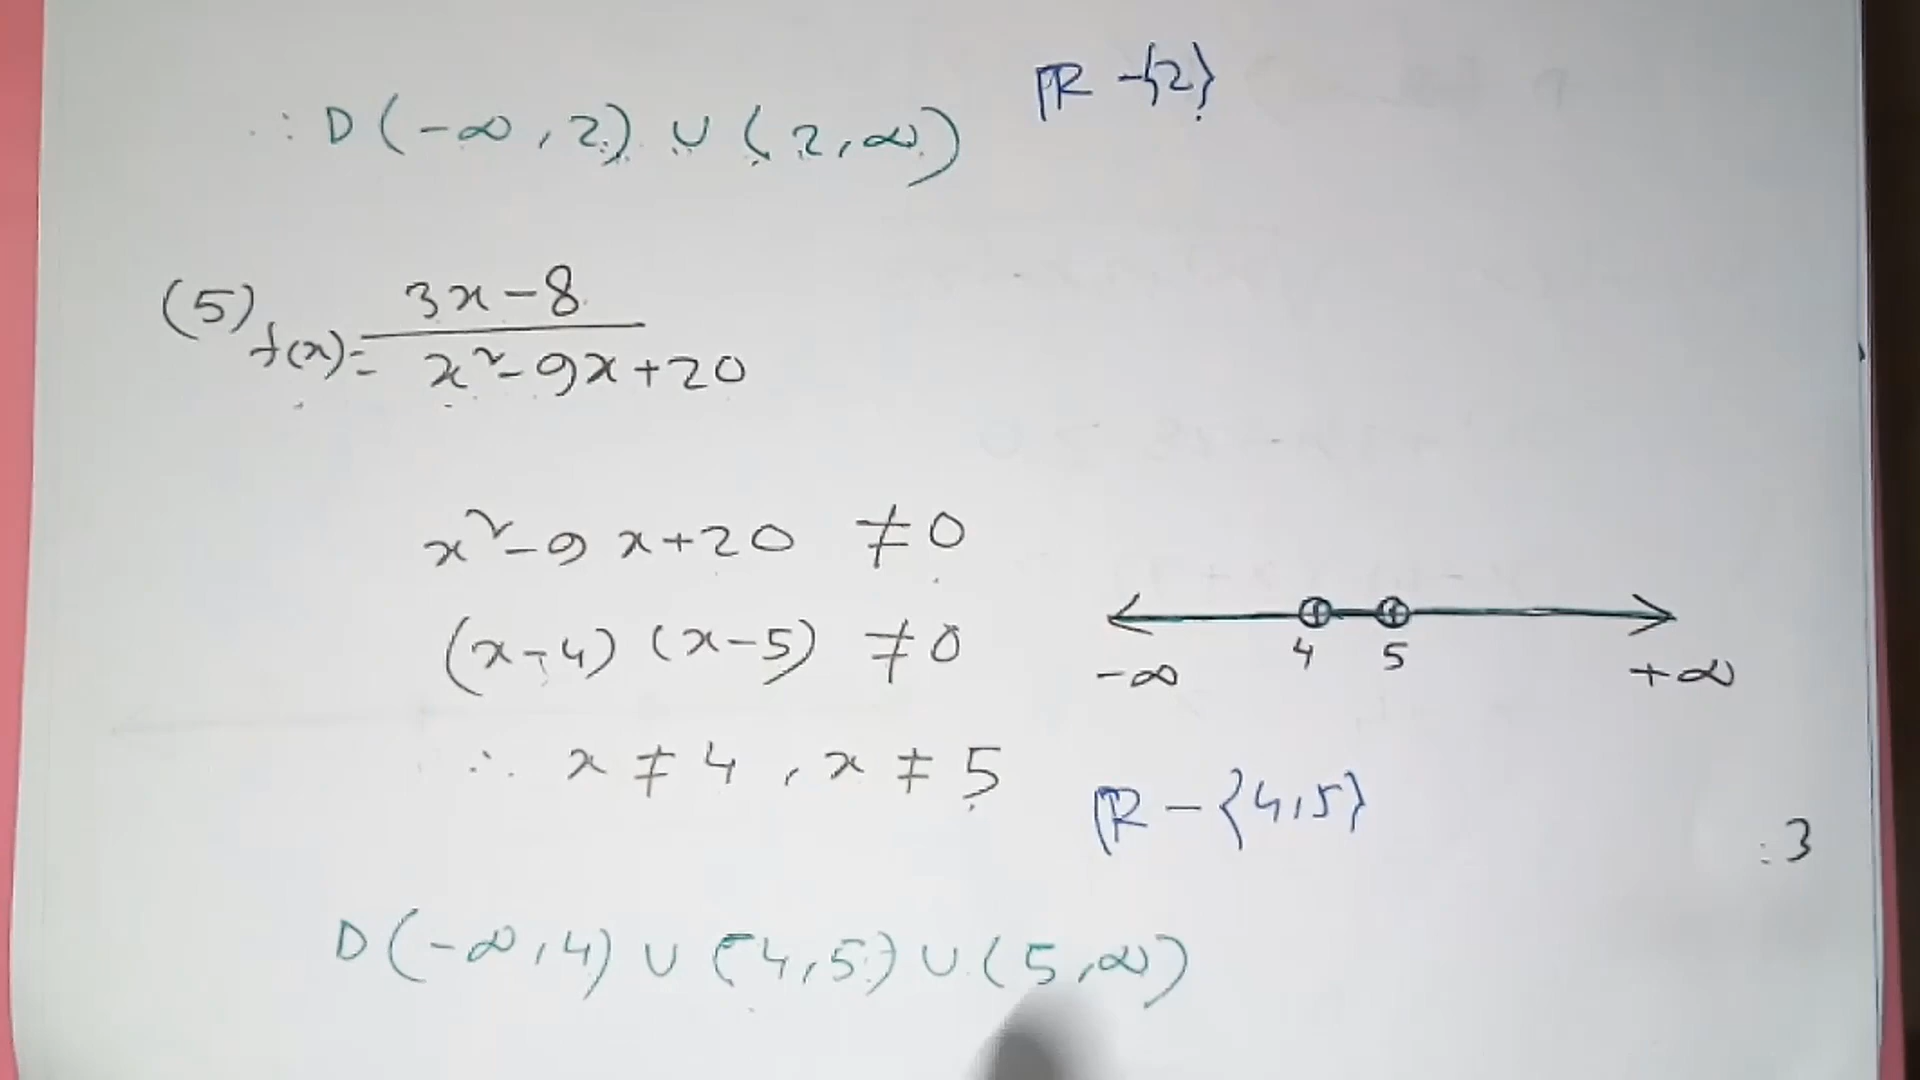 ℝ - {2}
∴ D (-∞, 2) ∪ (2, ∞)
(5) f(x) = (3x - 8) / (x² - 9x + 20)
x² - 9x + 20 ≠ 0
(x - 4) (x - 5) ≠ 0
4 5
-∞ +∞
∴ x ≠ 4, x ≠ 5
ℝ - {4,5}
:3
D (-∞, 4) ∪ (4, 5) ∪ (5, ∞)